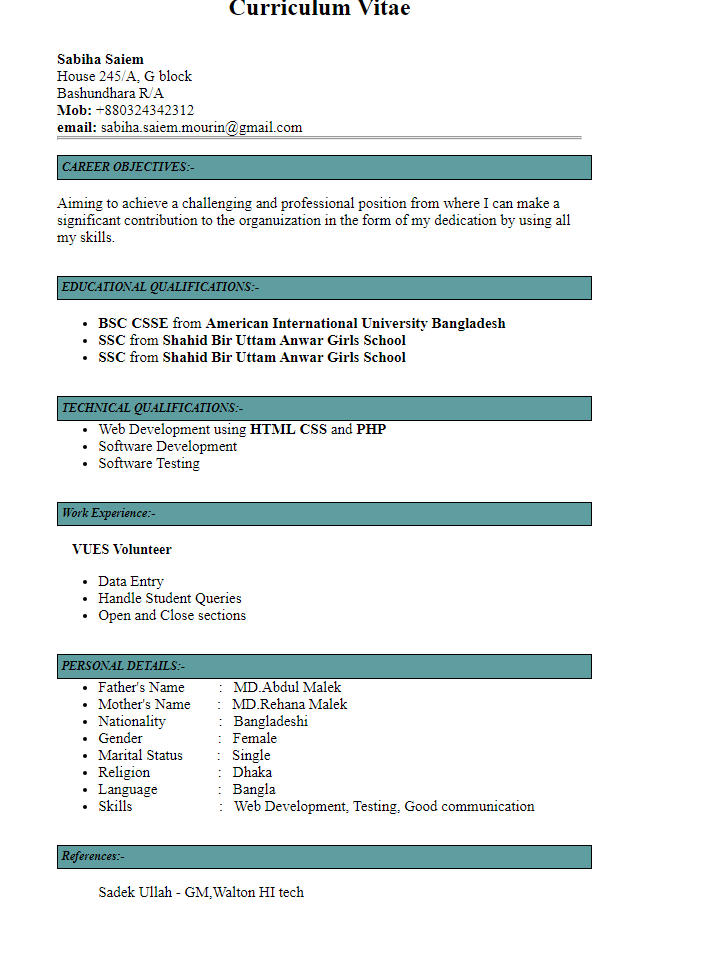 Curriculum Vitae
Sabiha Saiem
House 245/A, G block
Bashundhara R/A
Mob: +880324342312
email: sabiha.saiem.mourin@gmail.com
CAREER OBJECTIVES:-
Aiming to achieve a challenging and professional position from where I can make a
significant contribution to the organuization in the form of my dedication by using all
my skills.
EDUCATIONAL QUALIFICATIONS:-
• BSC CSSE from American International University Bangladesh
• SSC from Shahid Bir Uttam Anwar Girls School
• SSC from Shahid Bir Uttam Anwar Girls School
TECHNICAL QUALIFICATIONS:-
• Web Development using HTML CSS and PHP
• Software Development
• Software Testing
Work Experience:-
VUES Volunteer
• Data Entry
• Handle Student Queries
• Open and Close sections
PERSONAL DETAILS:-
• Father's Name : MD.Abdul Malek
• Mother's Name : MD.Rehana Malek
• Nationality : Bangladeshi
• Gender : Female
• Marital Status : Single
• Religion : Dhaka
• Language : Bangla
• Skills : Web Development, Testing, Good communication
References:-
Sadek Ullah - GM,Walton HI tech